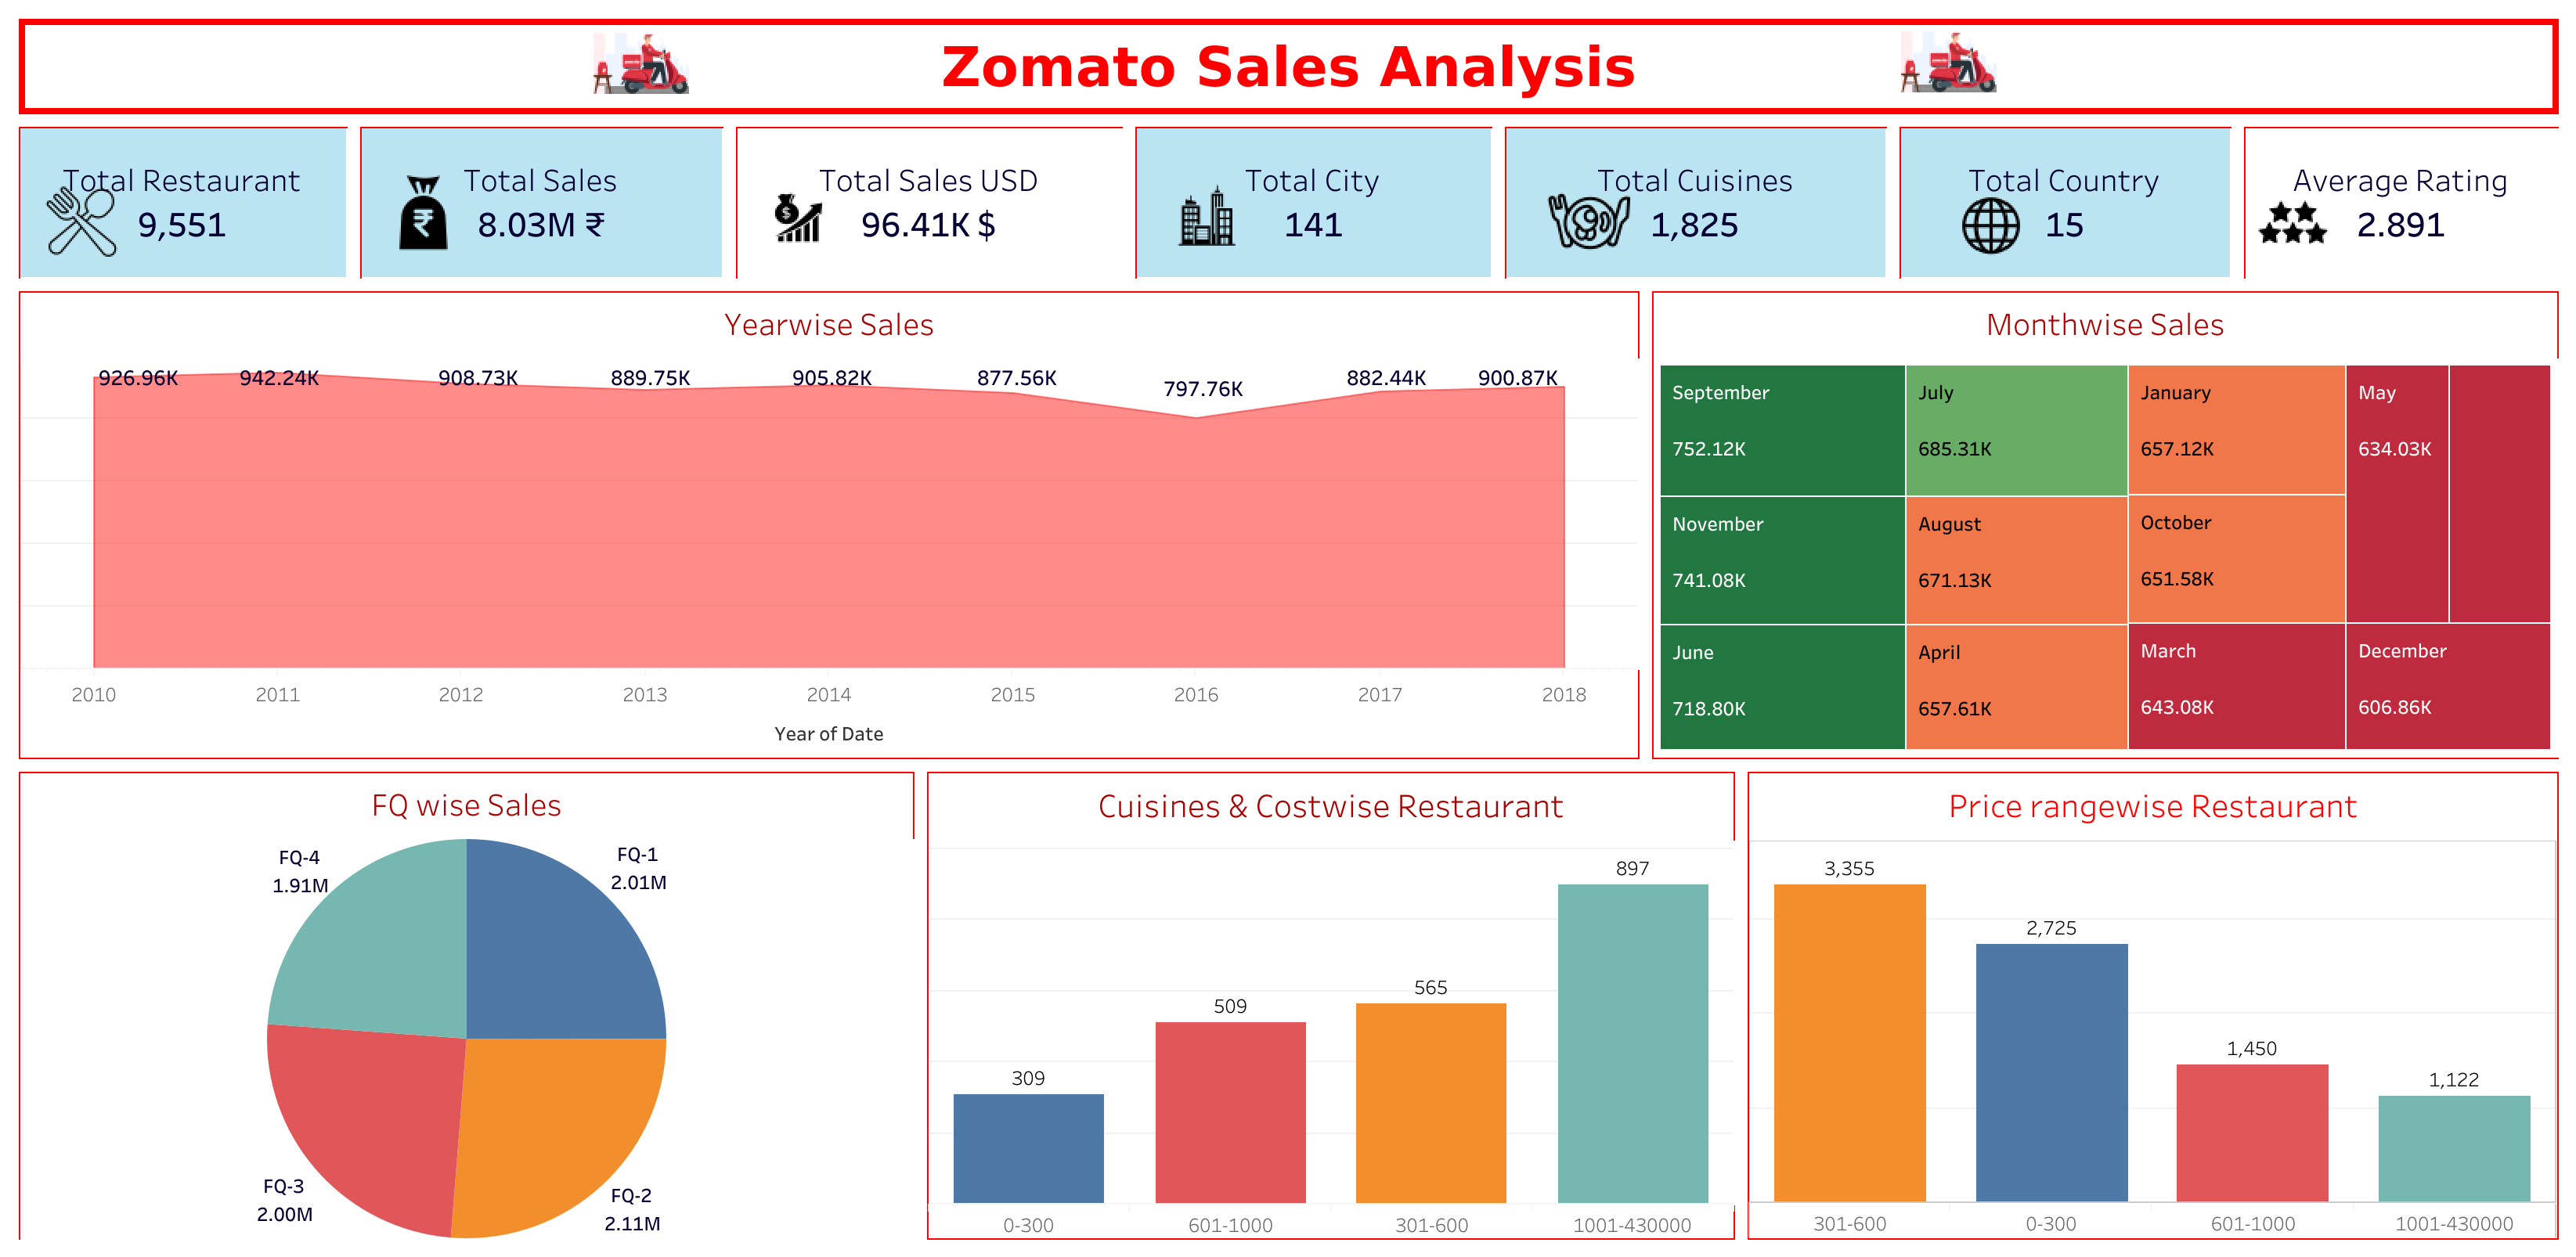 Zomato Sales Analysis
Total Restaurant
9,551
Total Sales
8.03M ₹
Total Sales USD
96.41K $
Total City
141
Total Cuisines
1,825
Total Country
15
Average Rating
2.891
Yearwise Sales
926.96K 942.24K 908.73K 889.75K 905.82K 877.56K 797.76K 882.44K 900.87K
2010 2011 2012 2013 2014 2015 2016 2017 2018
Year of Date
Monthwise Sales
September
752.12K
July
685.31K
January
657.12K
May
634.03K
November
741.08K
August
671.13K
October
651.58K
June
718.80K
April
657.61K
March
643.08K
December
606.86K
FQ wise Sales
FQ-4
1.91M
FQ-1
2.01M
FQ-3
2.00M
FQ-2
2.11M
Cuisines & Costwise Restaurant
309 509 565 897
0-300 601-1000 301-600 1001-430000
Price rangewise Restaurant
3,355 2,725 1,450 1,122
301-600 0-300 601-1000 1001-430000